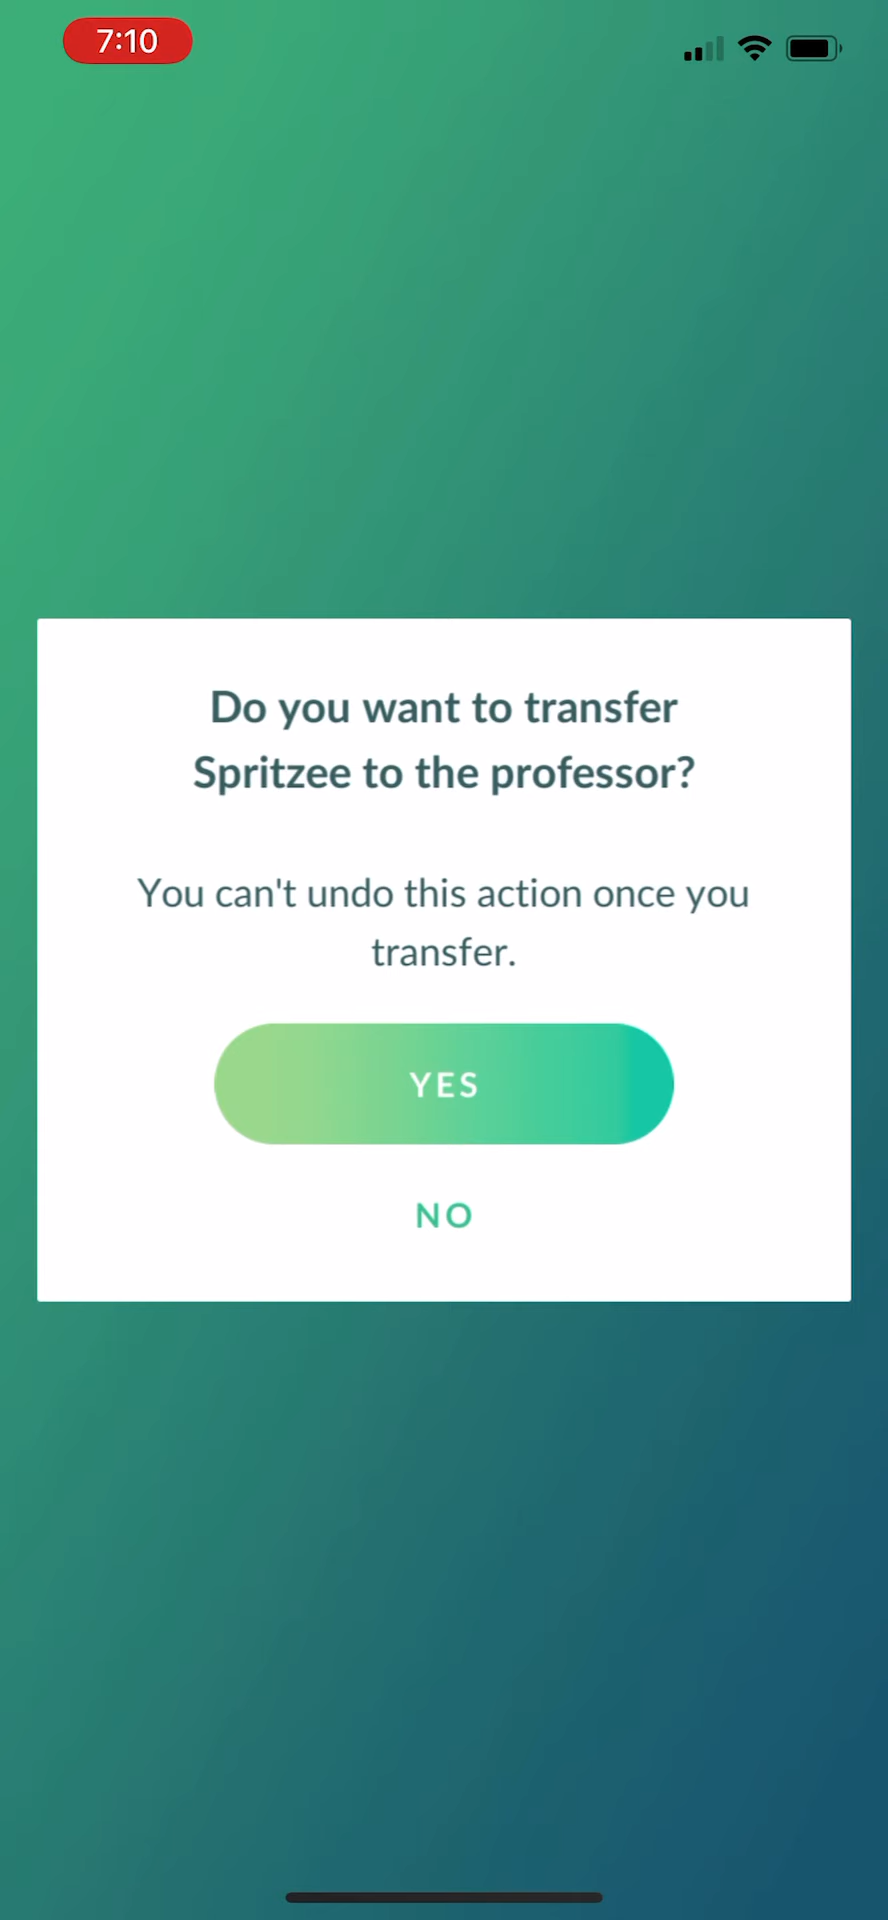 7:10
Do you want to transfer
Spritzee to the professor?
You can't undo this action once you
transfer.
YES
NO